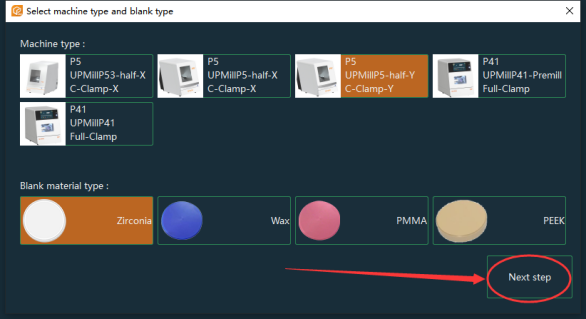 Select machine type and blank type
Machine type :
P5
UPMillP53-half-X
C-Clamp-X
P5
UPMillP5-half-X
C-Clamp-X
P5
UPMillP5-half-Y
C-Clamp-Y
P41
UPMillP41-Premill
Full-Clamp
P41
UPMillP41
Full-Clamp
Blank material type :
Zirconia
Wax
PMMA
PEEK
Next step